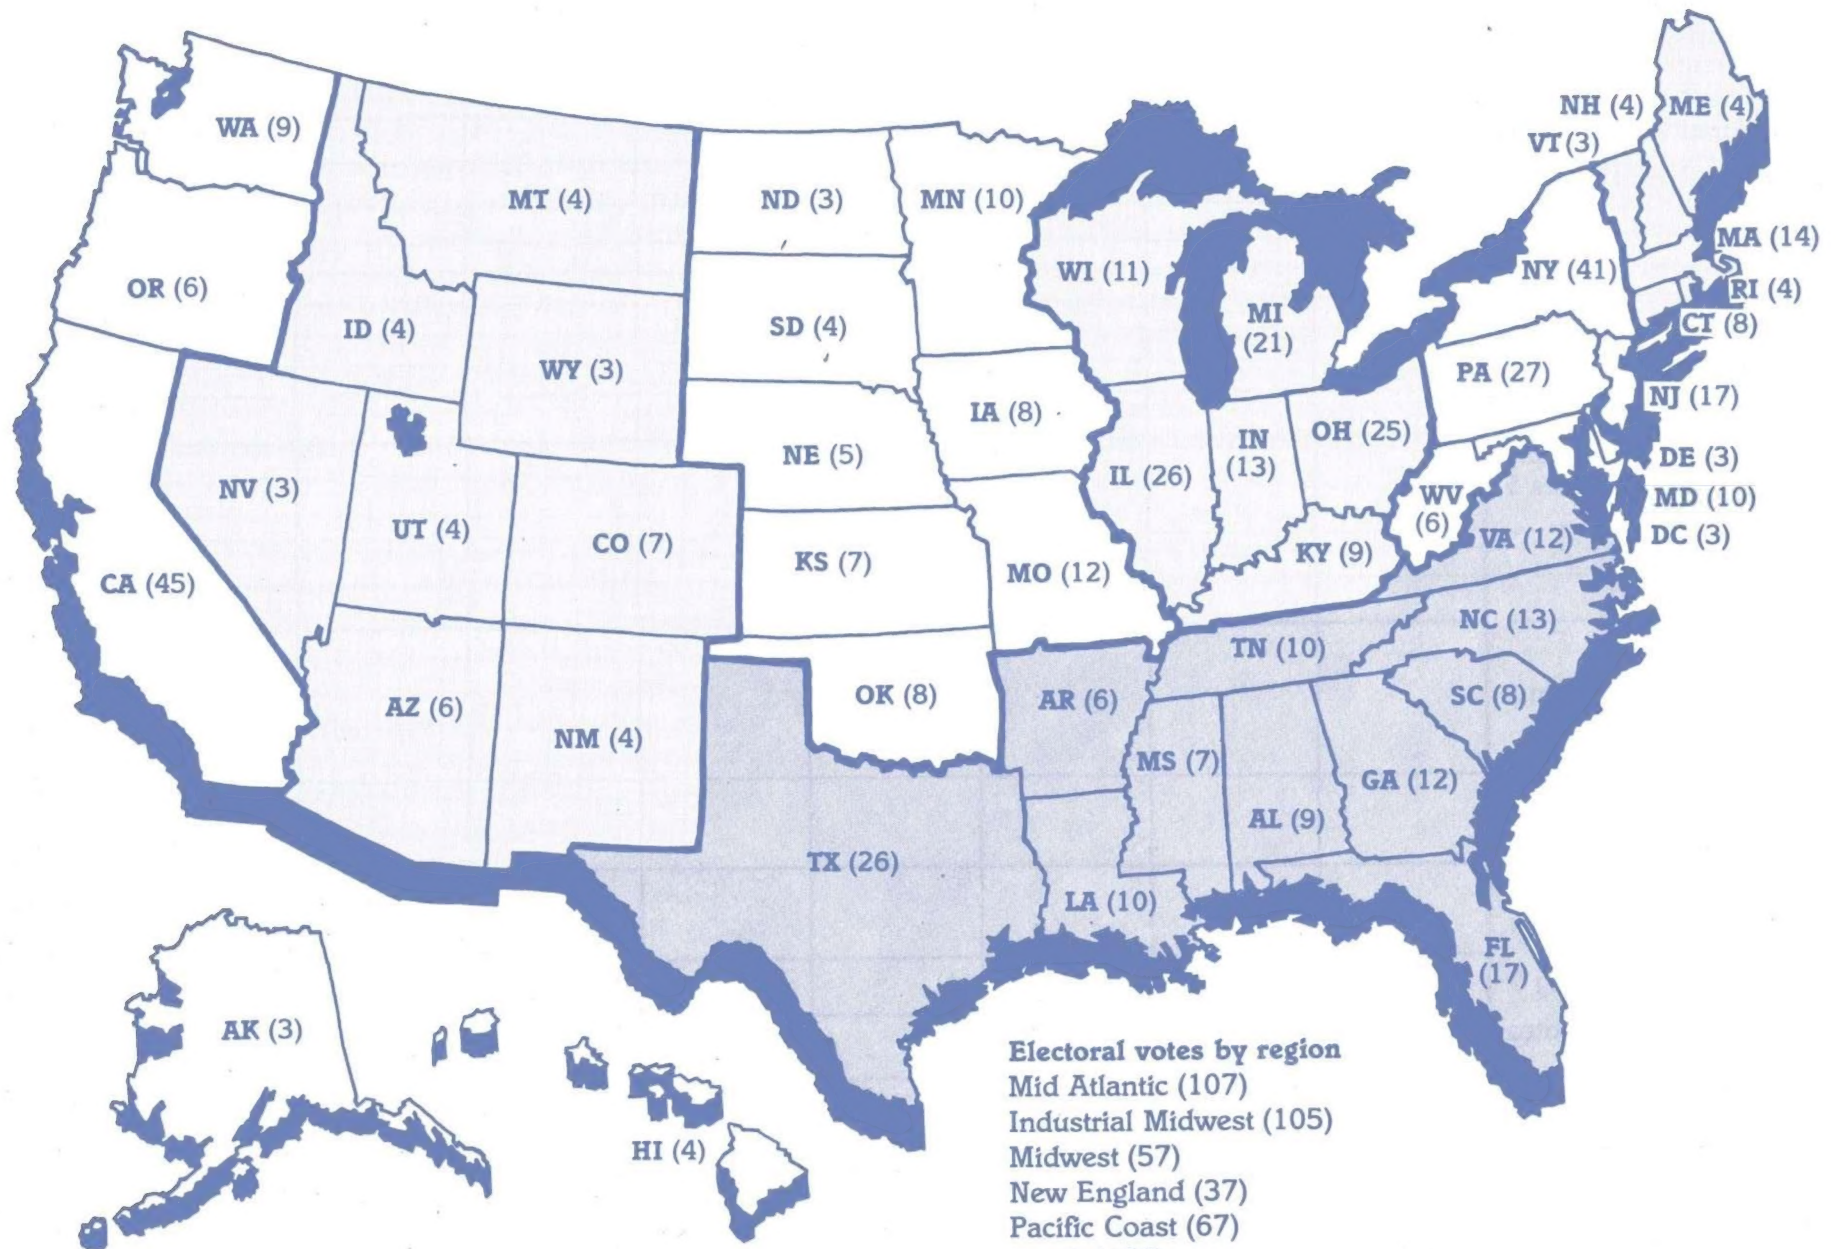 WA (9)
OR (6)
CA (45)
MT (4)
ID (4)
WY (3)
NV (3)
UT (4)
CO (7)
AZ (6)
NM (4)
ND (3)
SD (4)
NE (5)
KS (7)
OK (8)
TX (26)
MN (10)
IA (8)
MO (12)
AR (6)
LA (10)
WI (11)
MI
(21)
IL (26)
IN
(13)
OH (25)
KY (9)
TN (10)
MS (7)
AL (9)
GA (12)
FL
(17)
SC (8)
NC (13)
VA (12)
WV
(6)
PA (27)
NY (41)
VT (3)
NH (4)
ME (4)
MA (14)
RI (4)
CT (8)
NJ (17)
DE (3)
MD (10)
DC (3)
AK (3)
HI (4)
Electoral votes by region
Mid Atlantic (107)
Industrial Midwest (105)
Midwest (57)
New England (37)
Pacific Coast (67)